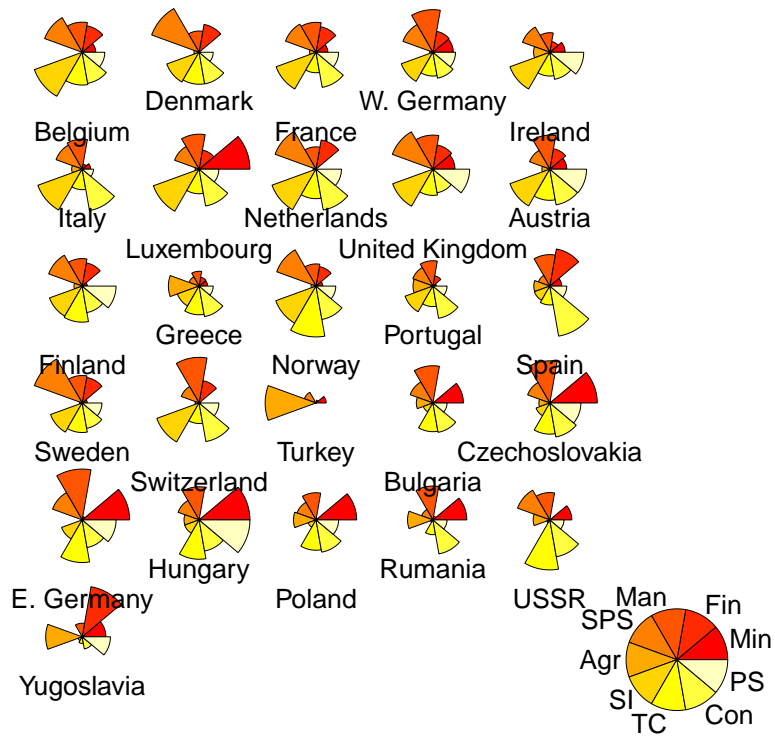 Denmark W. Germany
Belgium France Ireland
Italy Netherlands Austria
Luxembourg United Kingdom
Greece Portugal
Finland Norway Spain
Sweden Turkey Czechoslovakia
Switzerland Bulgaria
Hungary Rumania
E. Germany Poland USSR
Yugoslavia
Man Fin
SPS Min
Agr PS
SI Con
TC